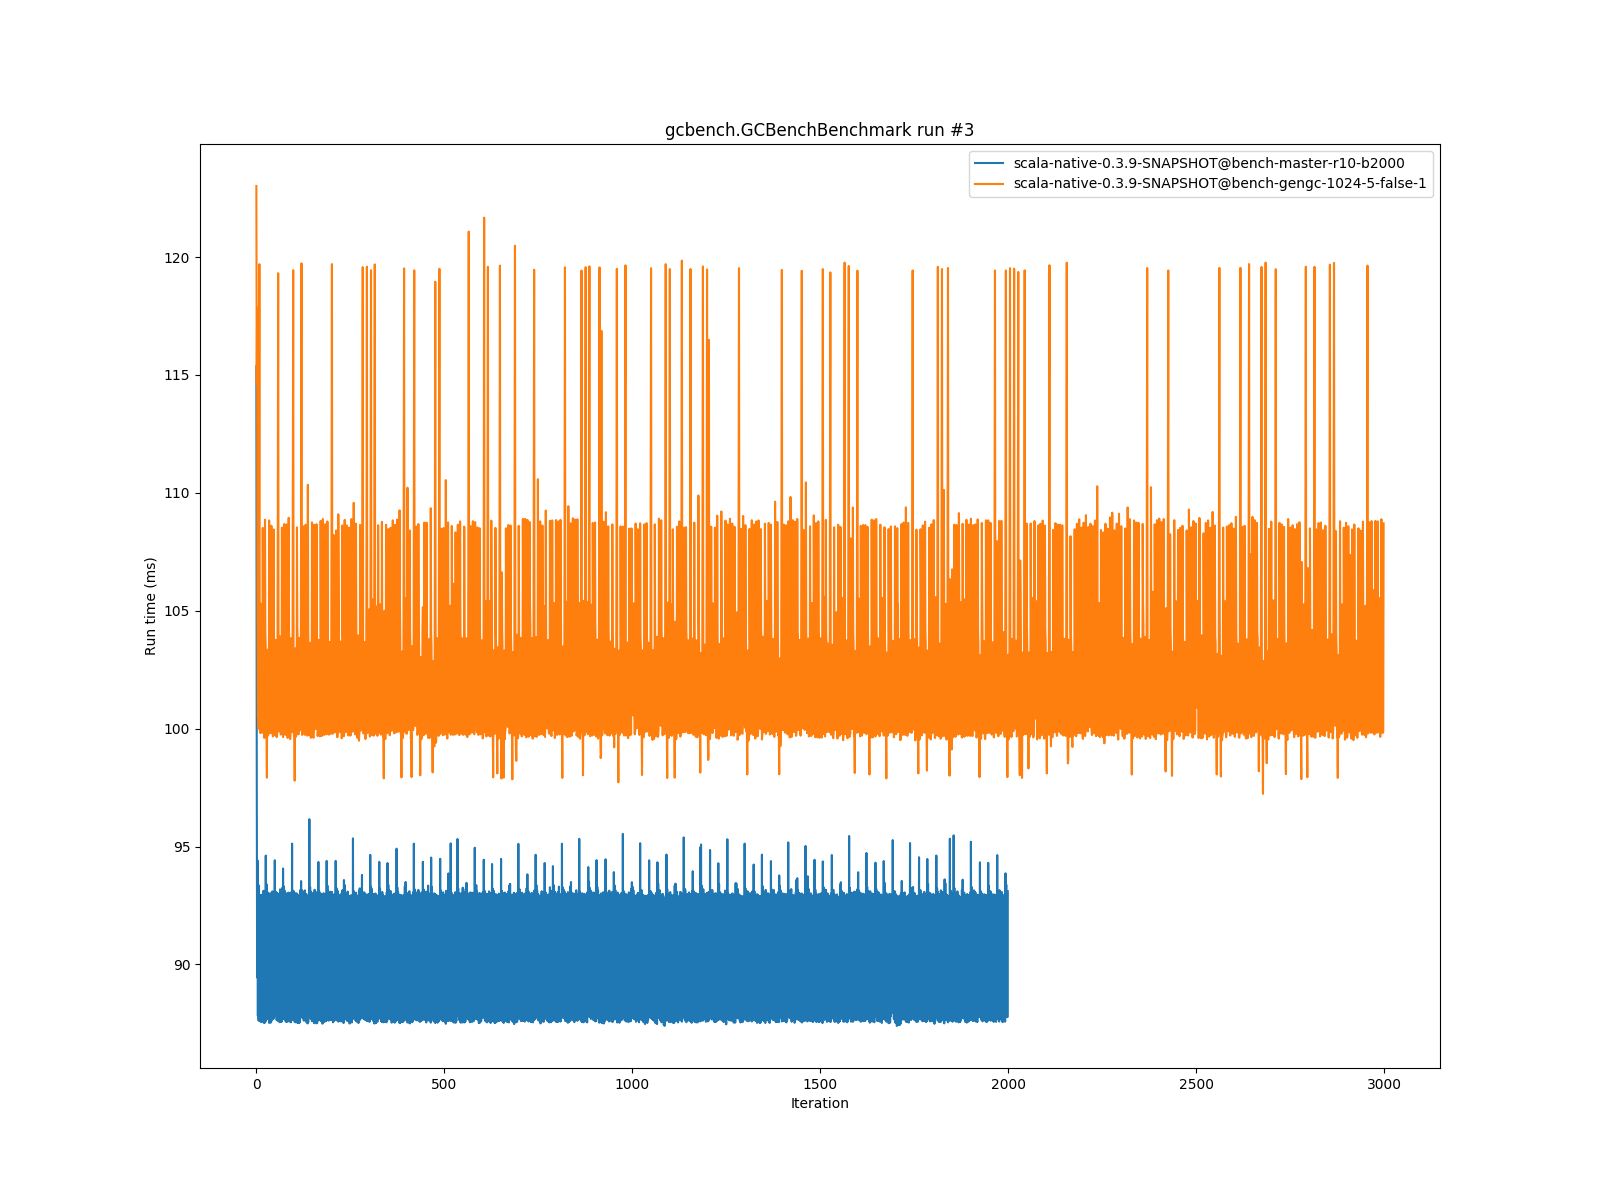 gcbench.GCBenchBenchmark run #3
scala-native-0.3.9-SNAPSHOT@bench-master-r10-b2000
scala-native-0.3.9-SNAPSHOT@bench-gengc-1024-5-false-1
120
115
110
105
100
95
90
Run time (ms)
0 500 1000 1500 2000 2500 3000
Iteration